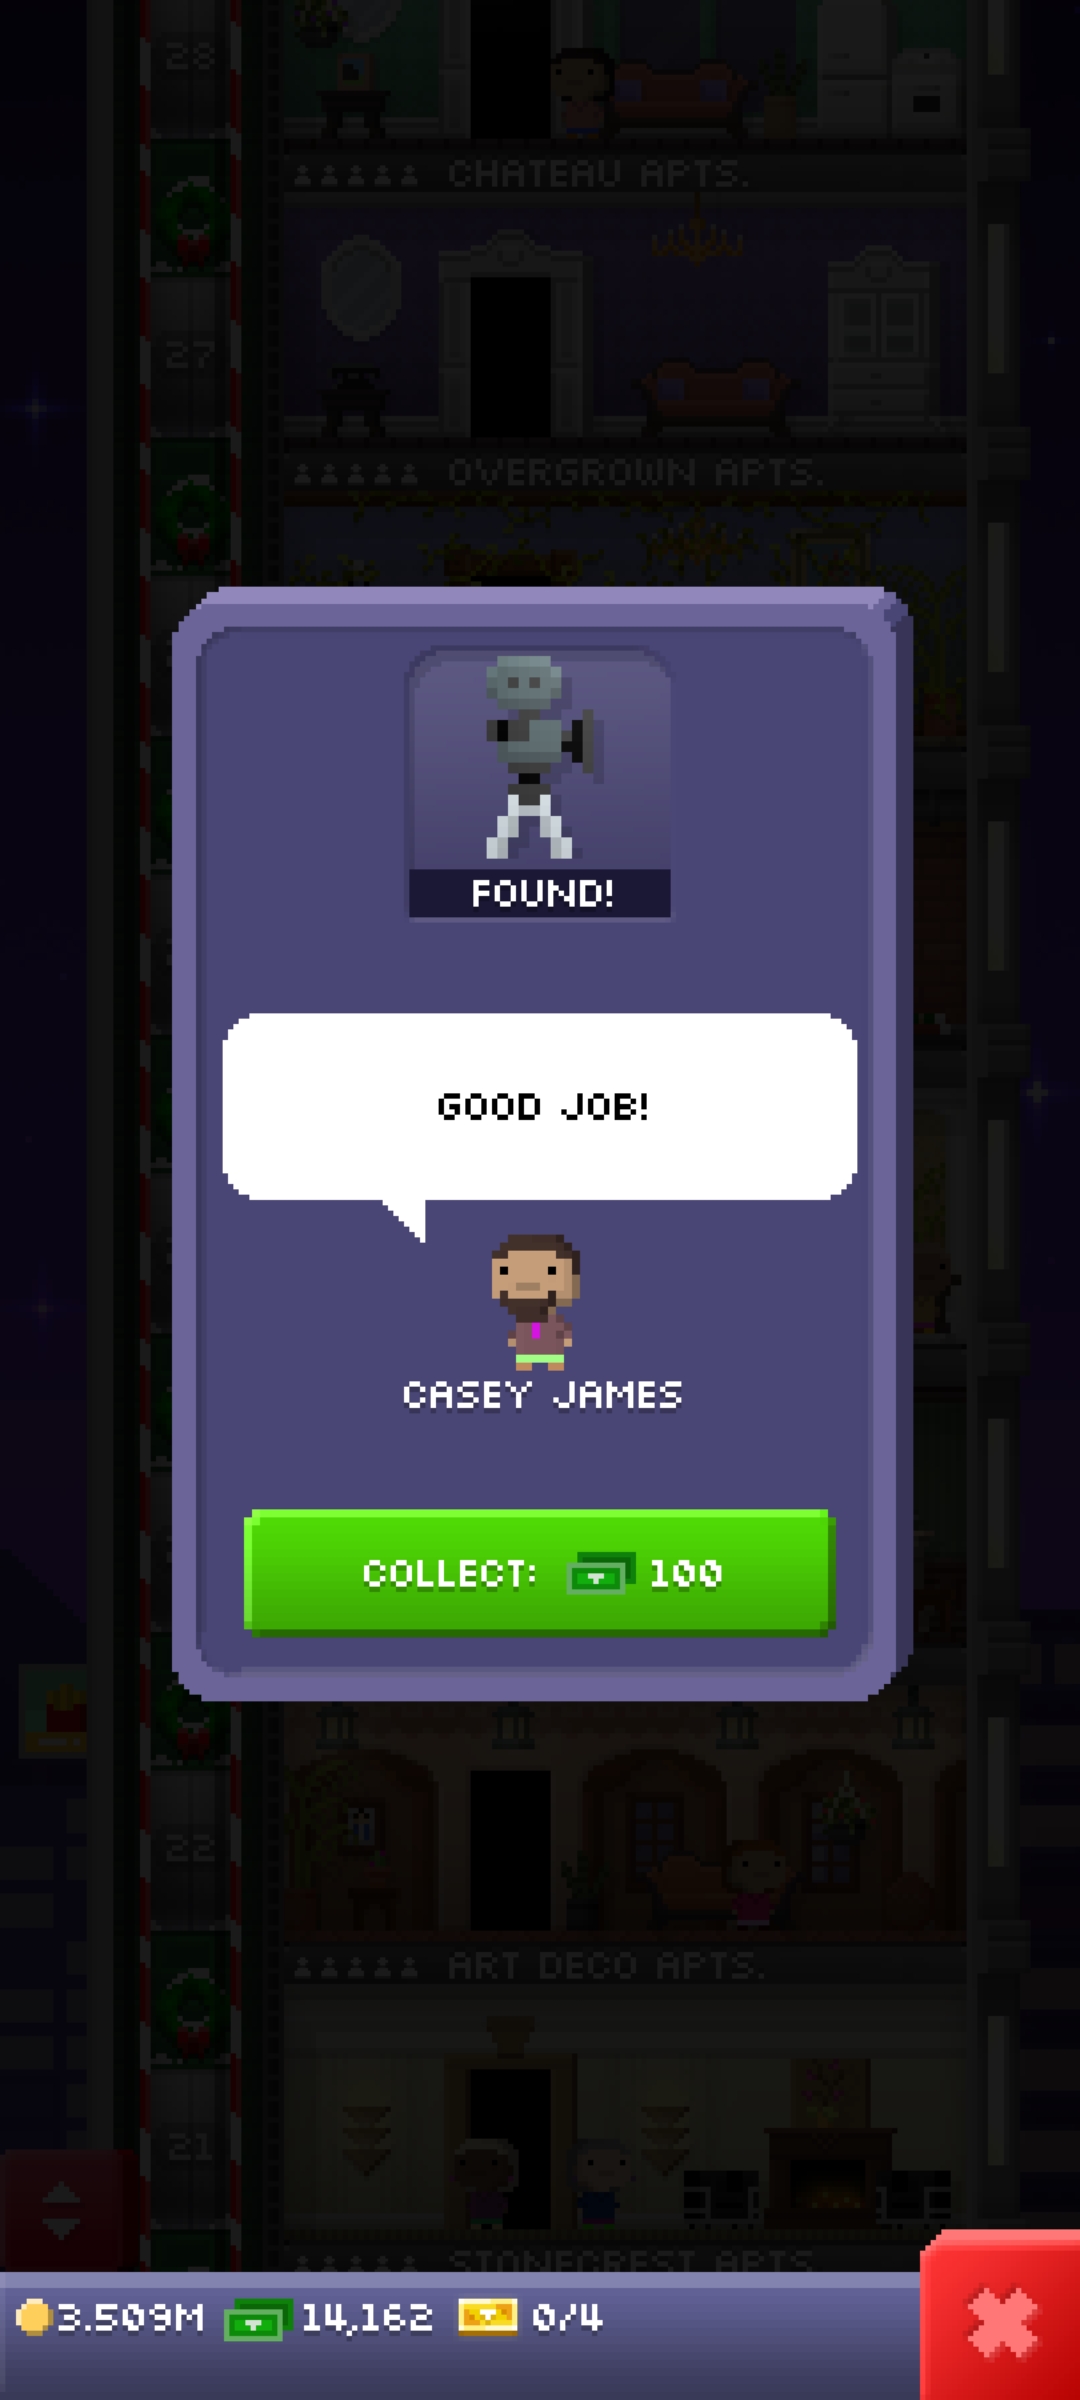 28
CHATEAU APTS.
27
OVERGROWN APTS.
FOUND!
GOOD JOB!
CASEY JAMES
COLLECT: 100
22
ART DECO APTS.
21
STONECREST APTS.
3.509M 14,162 0/4